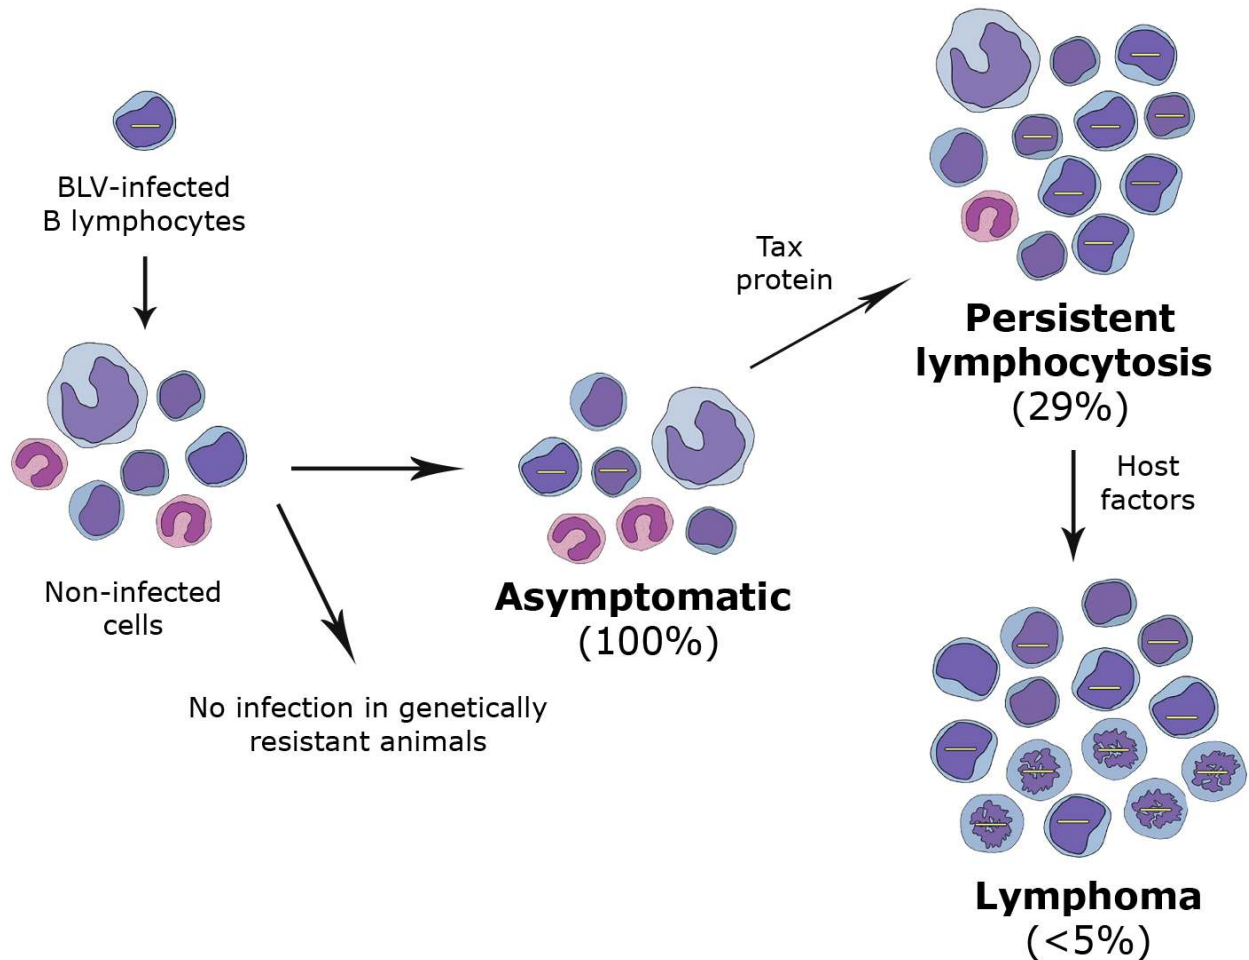 BLV-infected
B lymphocytes
Non-infected
cells
No infection in genetically
resistant animals
Asymptomatic
(100%)
Tax
protein
Persistent
lymphocytosis
(29%)
Host
factors
Lymphoma
(<5%)